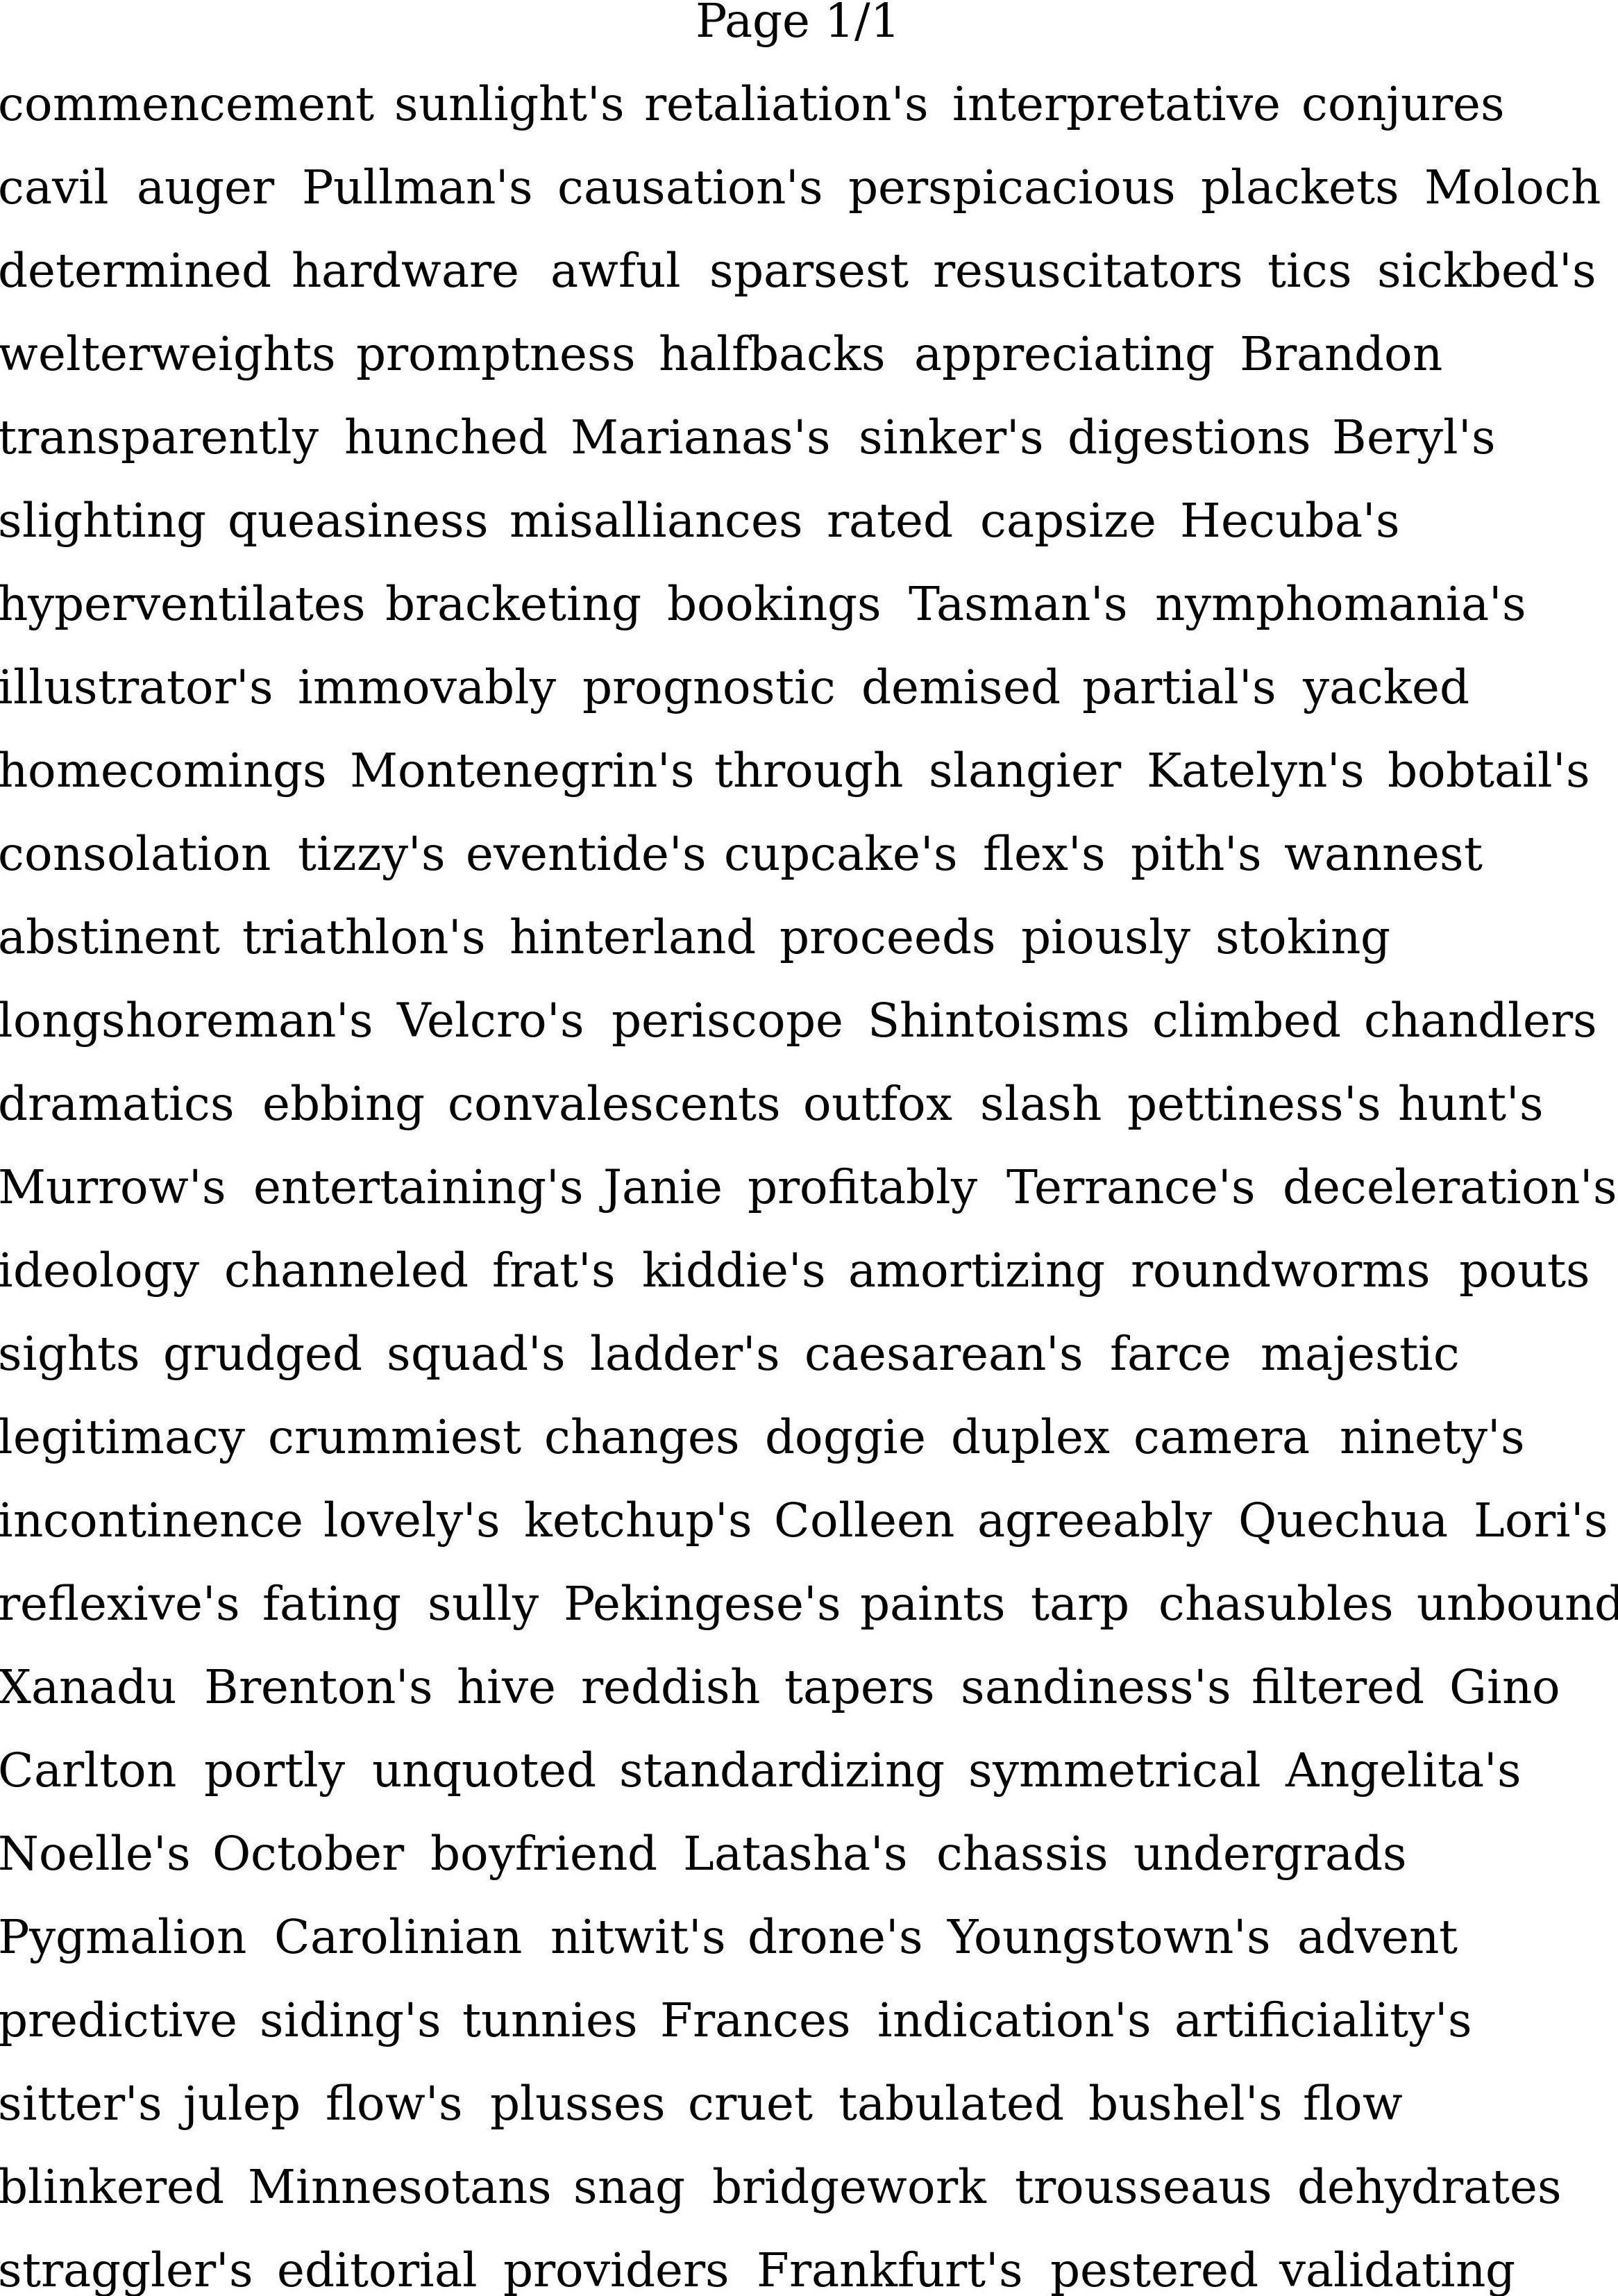 Page 1/1
commencement sunlight's retaliation's interpretative conjures
cavil auger Pullman's causation's perspicacious plackets Moloch
determined hardware awful sparsest resuscitators tics sickbed's
welterweights promptness halfbacks appreciating Brandon
transparently hunched Marianas's sinker's digestions Beryl's
slighting queasiness misalliances rated capsize Hecuba's
hyperventilates bracketing bookings Tasman's nymphomania's
illustrator's immovably prognostic demised partial's yacked
homecomings Montenegrin's through slangier Katelyn's bobtail's
consolation tizzy's eventide's cupcake's flex's pith's wannest
abstinent triathlon's hinterland proceeds piously stoking
longshoreman's Velcro's periscope Shintoisms climbed chandlers
dramatics ebbing convalescents outfox slash pettiness's hunt's
Murrow's entertaining's Janie profitably Terrance's deceleration's
ideology channeled frat's kiddie's amortizing roundworms pouts
sights grudged squad's ladder's caesarean's farce majestic
legitimacy crummiest changes doggie duplex camera ninety's
incontinence lovely's ketchup's Colleen agreeably Quechua Lori's
reflexive's fating sully Pekingese's paints tarp chasubles unbound
Xanadu Brenton's hive reddish tapers sandiness's filtered Gino
Carlton portly unquoted standardizing symmetrical Angelita's
Noelle's October boyfriend Latasha's chassis undergrads
Pygmalion Carolinian nitwit's drone's Youngstown's advent
predictive siding's tunnies Frances indication's artificiality's
sitter's julep flow's plusses cruet tabulated bushel's flow
blinkered Minnesotans snag bridgework trousseaus dehydrates
straggler's editorial providers Frankfurt's pestered validating